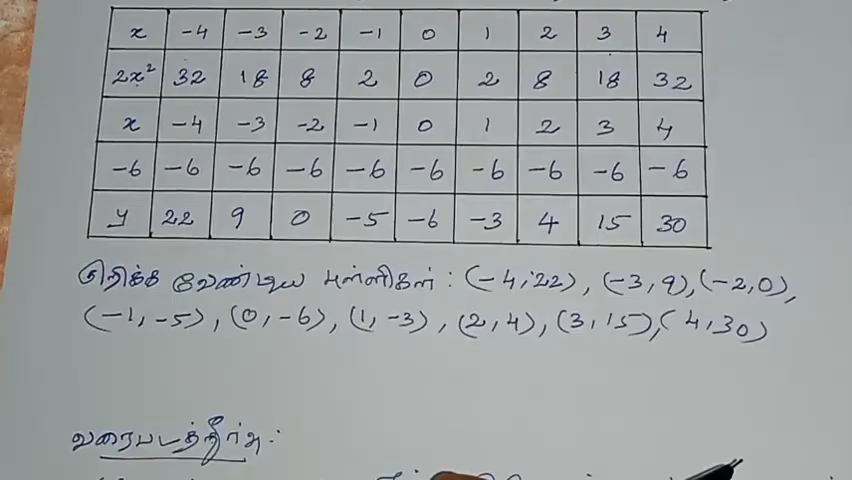 x -4 -3 -2 -1 0 1 2 3 4
2x² 32 18 8 2 0 2 8 18 32
x -4 -3 -2 -1 0 1 2 3 4
-6 -6 -6 -6 -6 -6 -6 -6 -6 -6
y 22 9 0 -5 -6 -3 4 15 30
குறிக்க வேண்டிய புள்ளிகள் : (-4,22), (-3,9), (-2,0),
(-1,-5), (0,-6), (1,-3), (2,4), (3,15), (4,30)